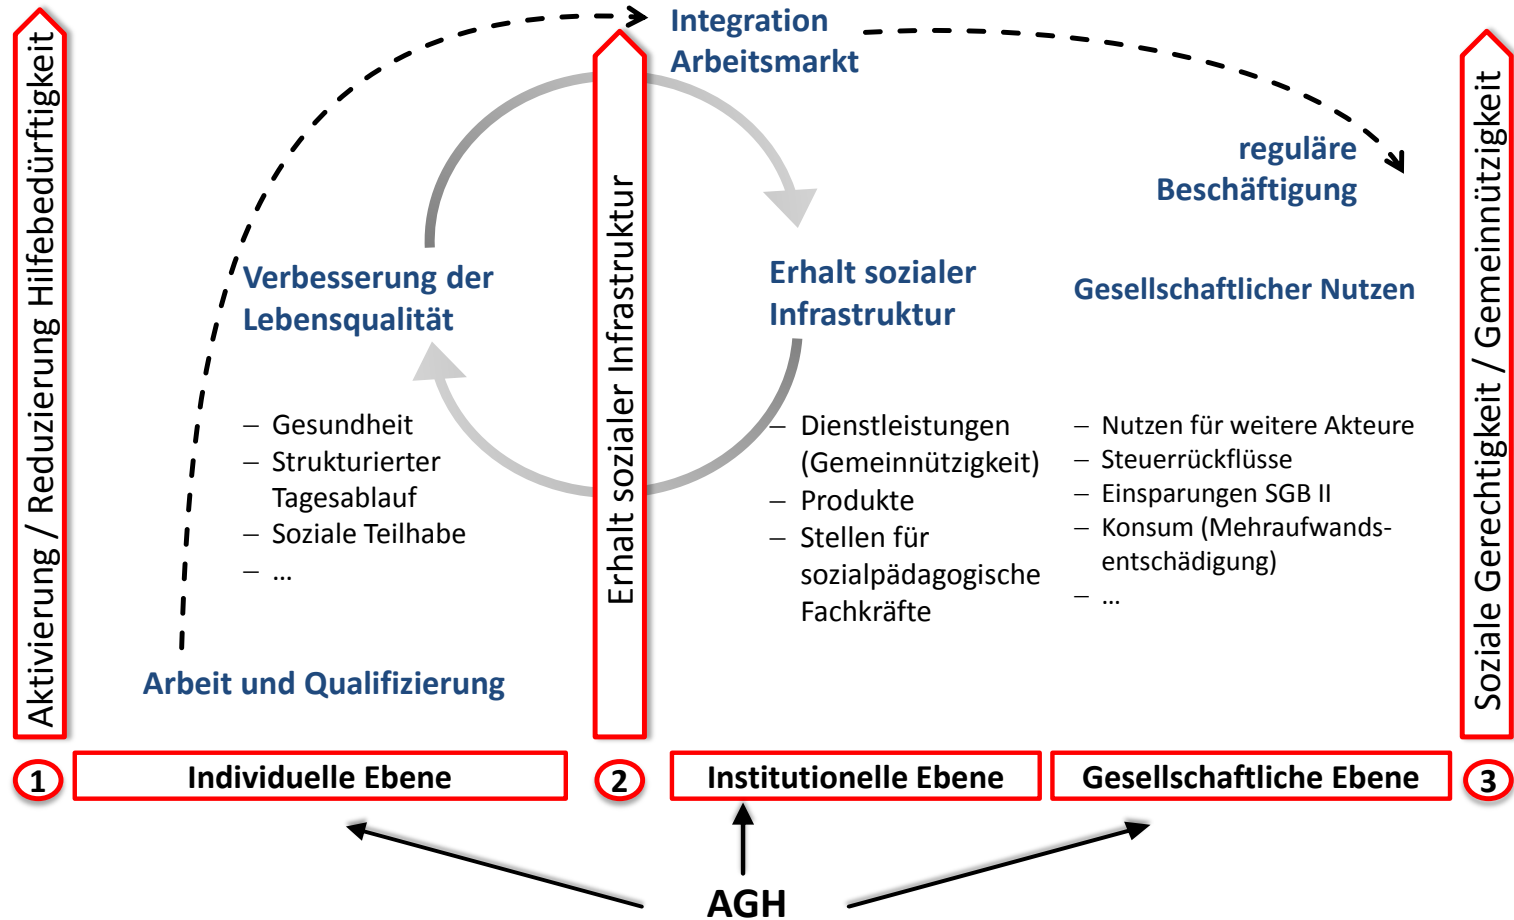 Integration
Arbeitsmarkt
reguläre
Beschäftigung
Aktivierung / Reduzierung Hilfebedürftigkeit
Verbesserung der
Lebensqualität
– Gesundheit
– Strukturierter
Tagesablauf
– Soziale Teilhabe
– ...
Arbeit und Qualifizierung
Erhalt sozialer Infrastruktur
Erhalt sozialer
Infrastruktur
– Dienstleistungen
(Gemeinnützigkeit)
– Produkte
– Stellen für
sozialpädagogische
Fachkräfte
Gesellschaftlicher Nutzen
– Nutzen für weitere Akteure
– Steuerrückflüsse
– Einsparungen SGB II
– Konsum (Mehraufwands-
entschädigung)
– ...
Soziale Gerechtigkeit / Gemeinnützigkeit
1
Individuelle Ebene
2
Institutionelle Ebene
Gesellschaftliche Ebene
3
AGH